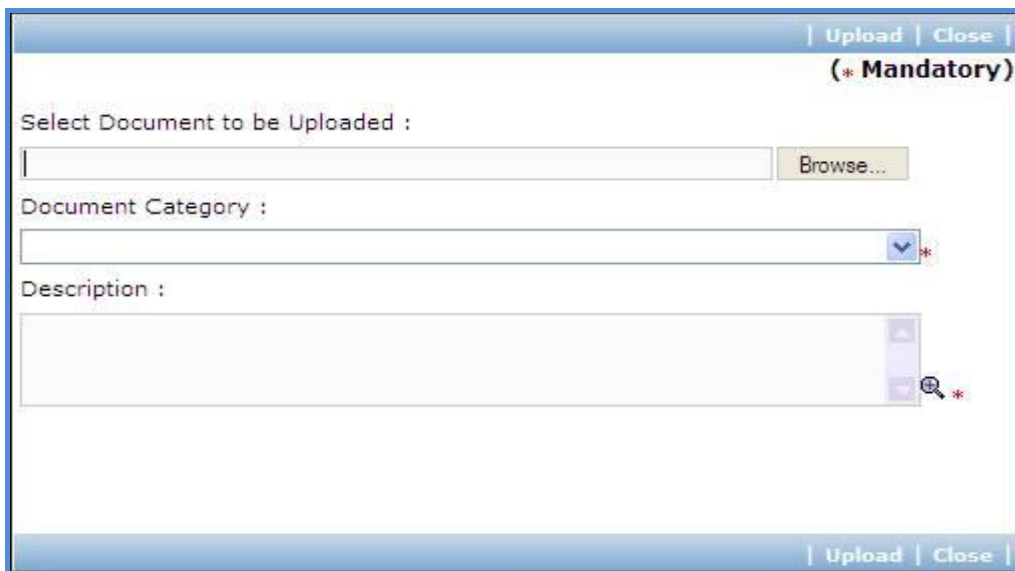 | Upload | Close |
(* Mandatory)
Select Document to be Uploaded :
Browse...
Document Category :
*
Description :
*
| Upload | Close |